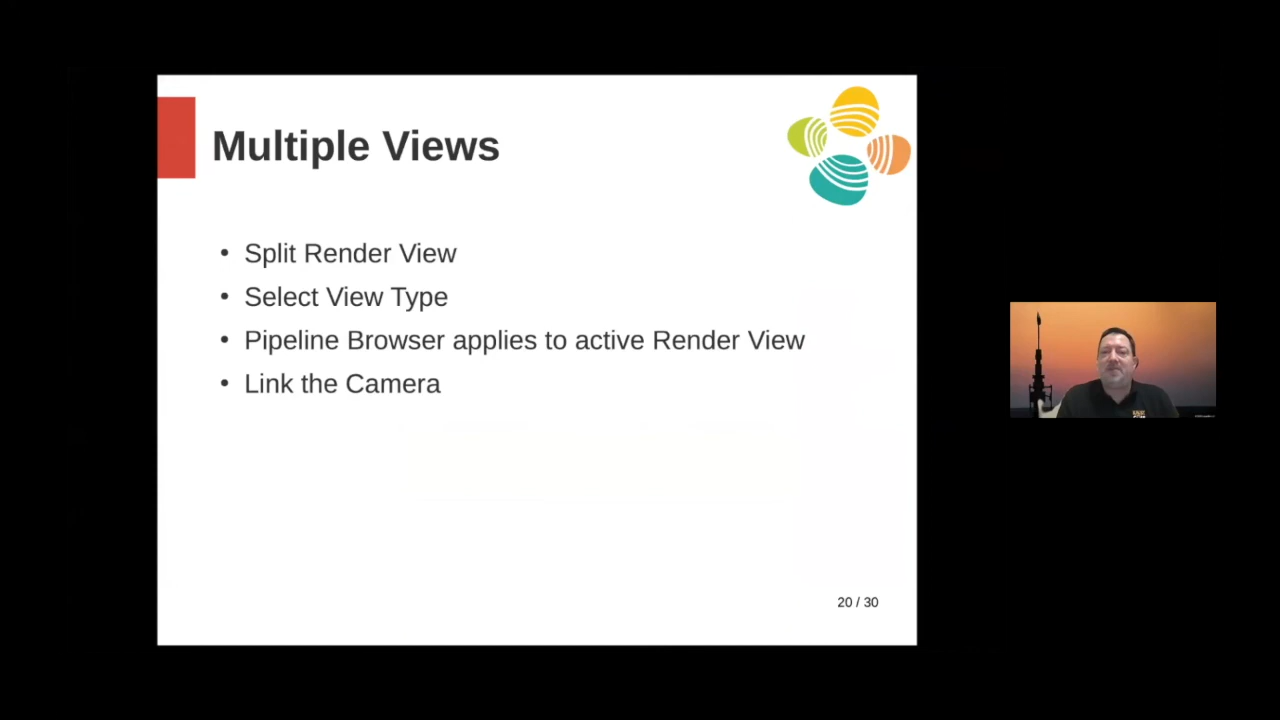 Multiple Views
• Split Render View
• Select View Type
• Pipeline Browser applies to active Render View
• Link the Camera
20 / 30